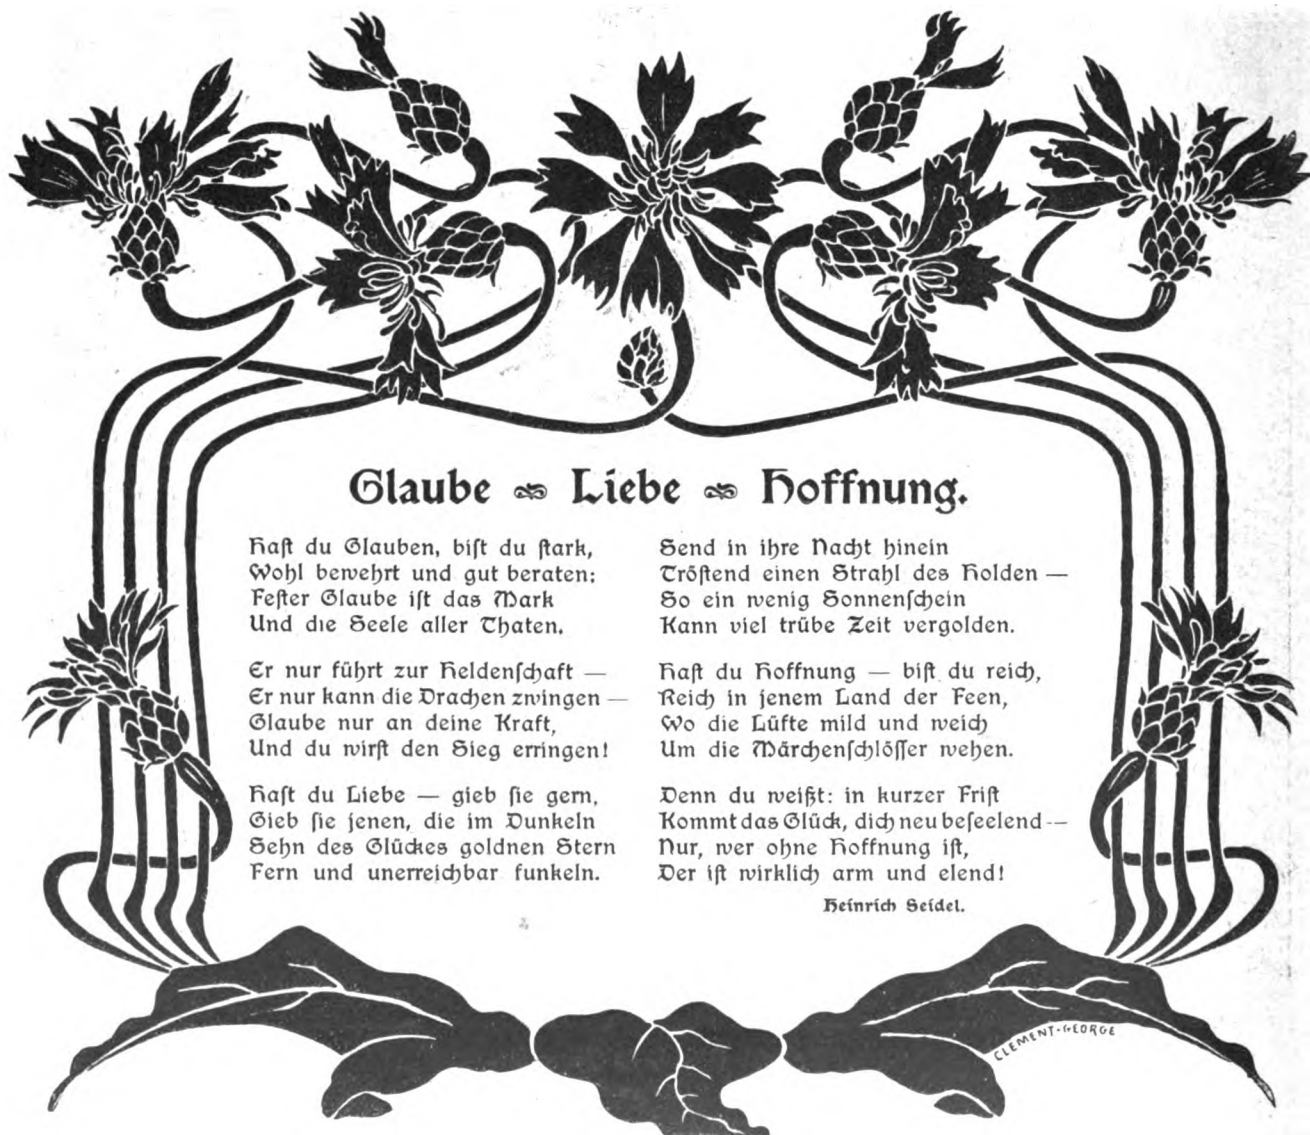 Glaube Liebe Hoffnung.
Hast du Glauben, bist du stark,
Wohl bewehrt und gut beraten:
Fester Glaube ist das Mark
Und die Seele aller Thaten.
Er nur führt zur Heldenschaft —
Er nur kann die Drachen zwingen —
Glaube nur an deine Kraft,
Und du wirst den Sieg erringen!
Hast du Liebe — gieb sie gern,
Gieb sie jenen, die im Dunkeln
Sehn des Glückes goldnen Stern
Fern und unerreichbar funkeln.
Send in ihre Nacht hinein
Tröstend einen Strahl des Holden —
So ein wenig Sonnenschein
Kann viel trübe Zeit vergolden.
Hast du Hoffnung — bist du reich,
Reich in jenem Land der Feen,
Wo die Lüfte mild und weich
Um die Märchenschlösser wehen.
Denn du weißt: in kurzer Frist
Kommt das Glück, dich neu beseelend —
Nur, wer ohne Hoffnung ist,
Der ist wirklich arm und elend!
Heinrich Seidel.
CLEMENT-GEORGE